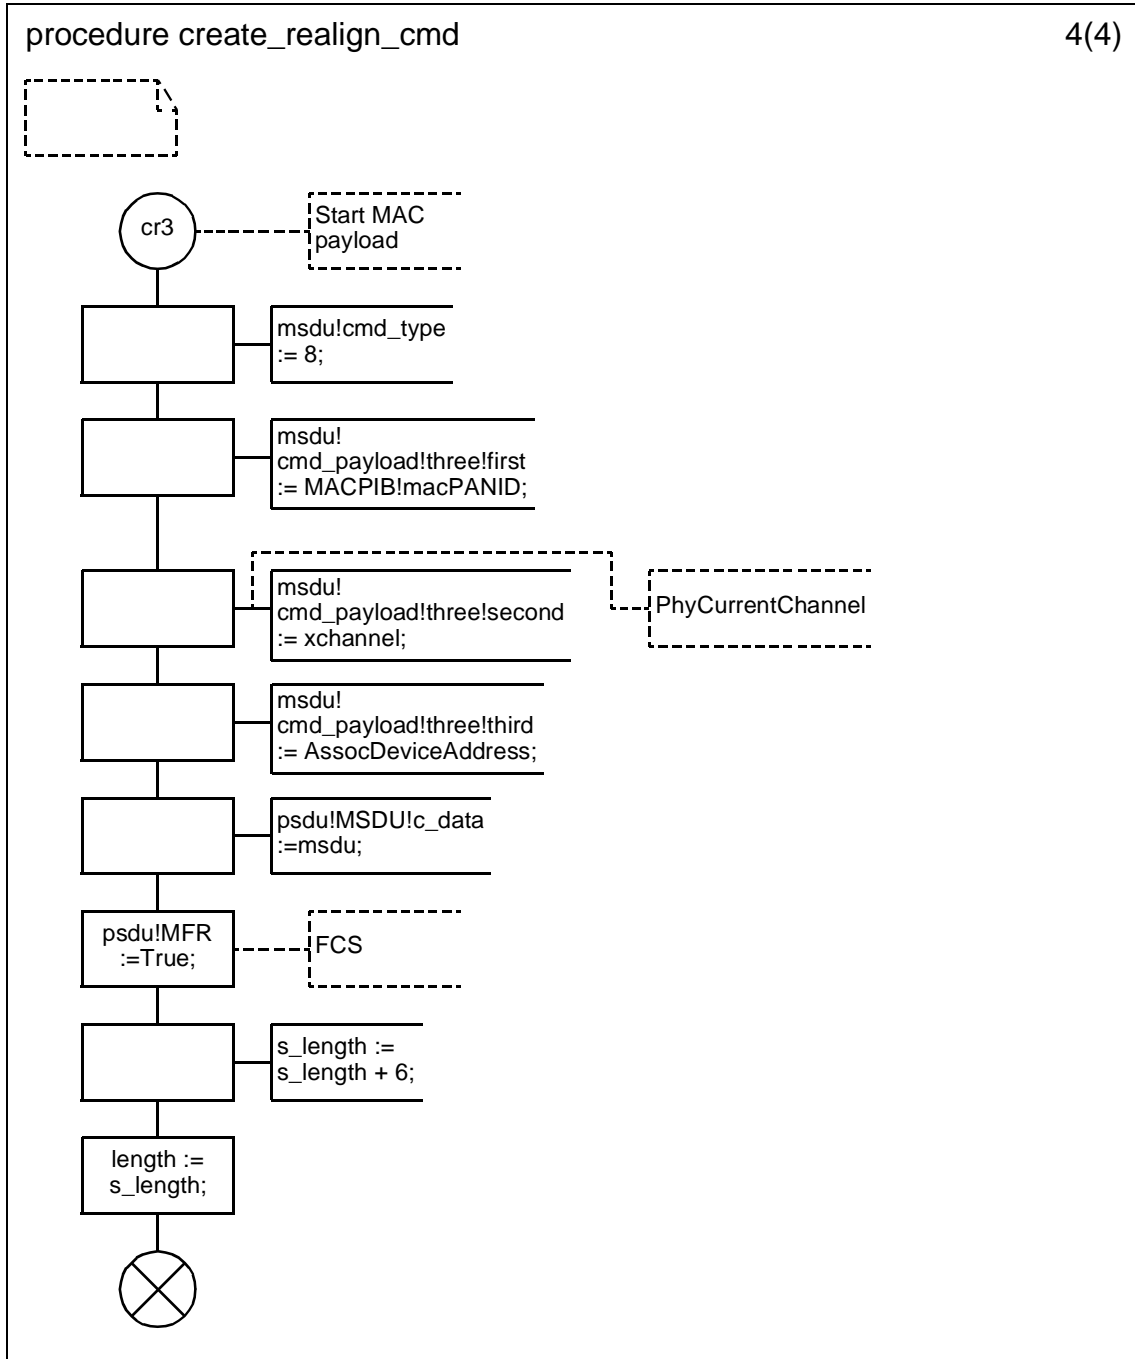 procedure create_realign_cmd
4(4)
cr3
Start MAC
payload
msdu!cmd_type
:= 8;
msdu!
cmd_payload!three!first
:= MACPIB!macPANID;
msdu!
cmd_payload!three!second
:= xchannel;
PhyCurrentChannel
msdu!
cmd_payload!three!third
:= AssocDeviceAddress;
psdu!MSDU!c_data
:=msdu;
psdu!MFR
:=True;
FCS
s_length :=
s_length + 6;
length :=
s_length;